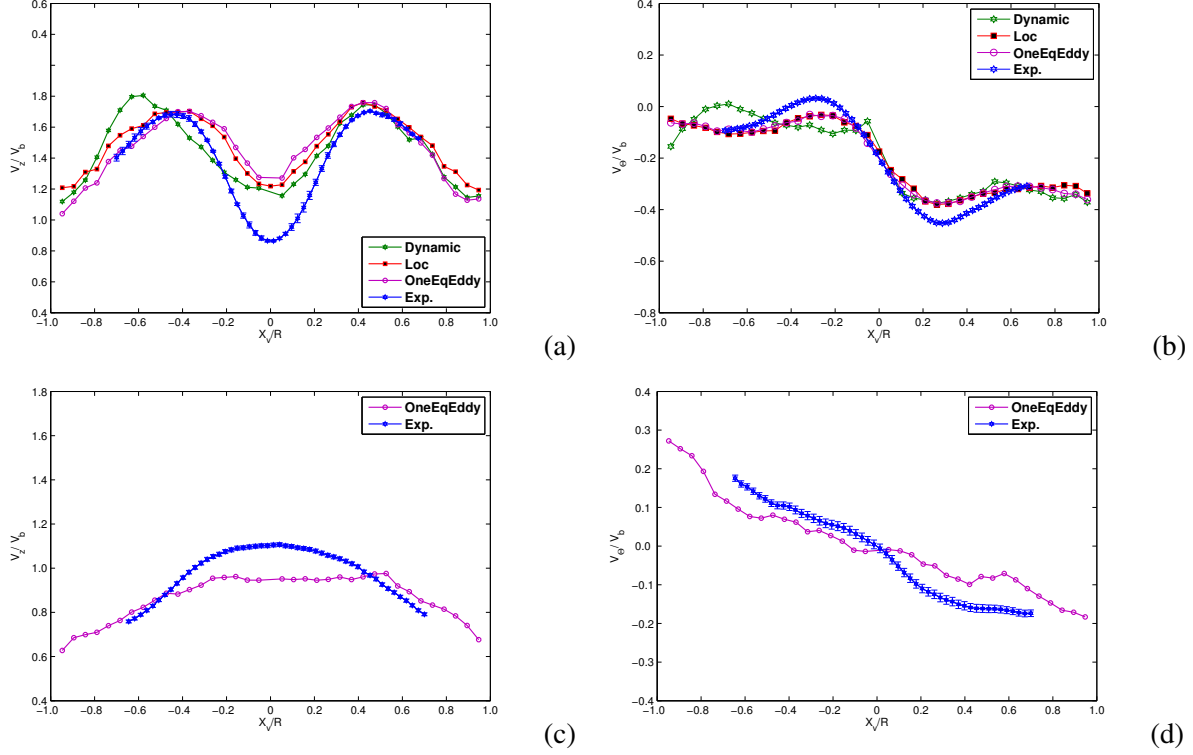 0.6
2
1.8
1.6
1.4
1.2
1.0
0.8
0.6
0.4
V_z / V_b
−1.0 −0.8 −0.6 −0.4 −0.2 0 0.2 0.4 0.6 0.8 1.0
X_√/R
Dynamic
Loc
OneEqEddy
Exp.
(a)
0.4
0.2
0.0
−0.2
−0.4
−0.6
−0.8
V_Θ / V_b
−1.0 −0.8 −0.6 −0.4 −0.2 0 0.2 0.4 0.6 0.8 1.0
X_√/R
Dynamic
Loc
OneEqEddy
Exp.
(b)
1.8
1.6
1.4
1.2
1.0
0.8
0.6
0.4
V_z / V_b
−1.0 −0.8 −0.6 −0.4 −0.2 0.0 0.2 0.4 0.6 0.8 1.0
X_√/R
OneEqEddy
Exp.
(c)
0.4
0.3
0.2
0.1
0.0
−0.1
−0.2
−0.3
−0.4
V_Θ / V_b
−1.0 −0.8 −0.6 −0.4 −0.2 0 0.2 0.4 0.6 0.8 1.0
X_√/R
OneEqEddy
Exp.
(d)